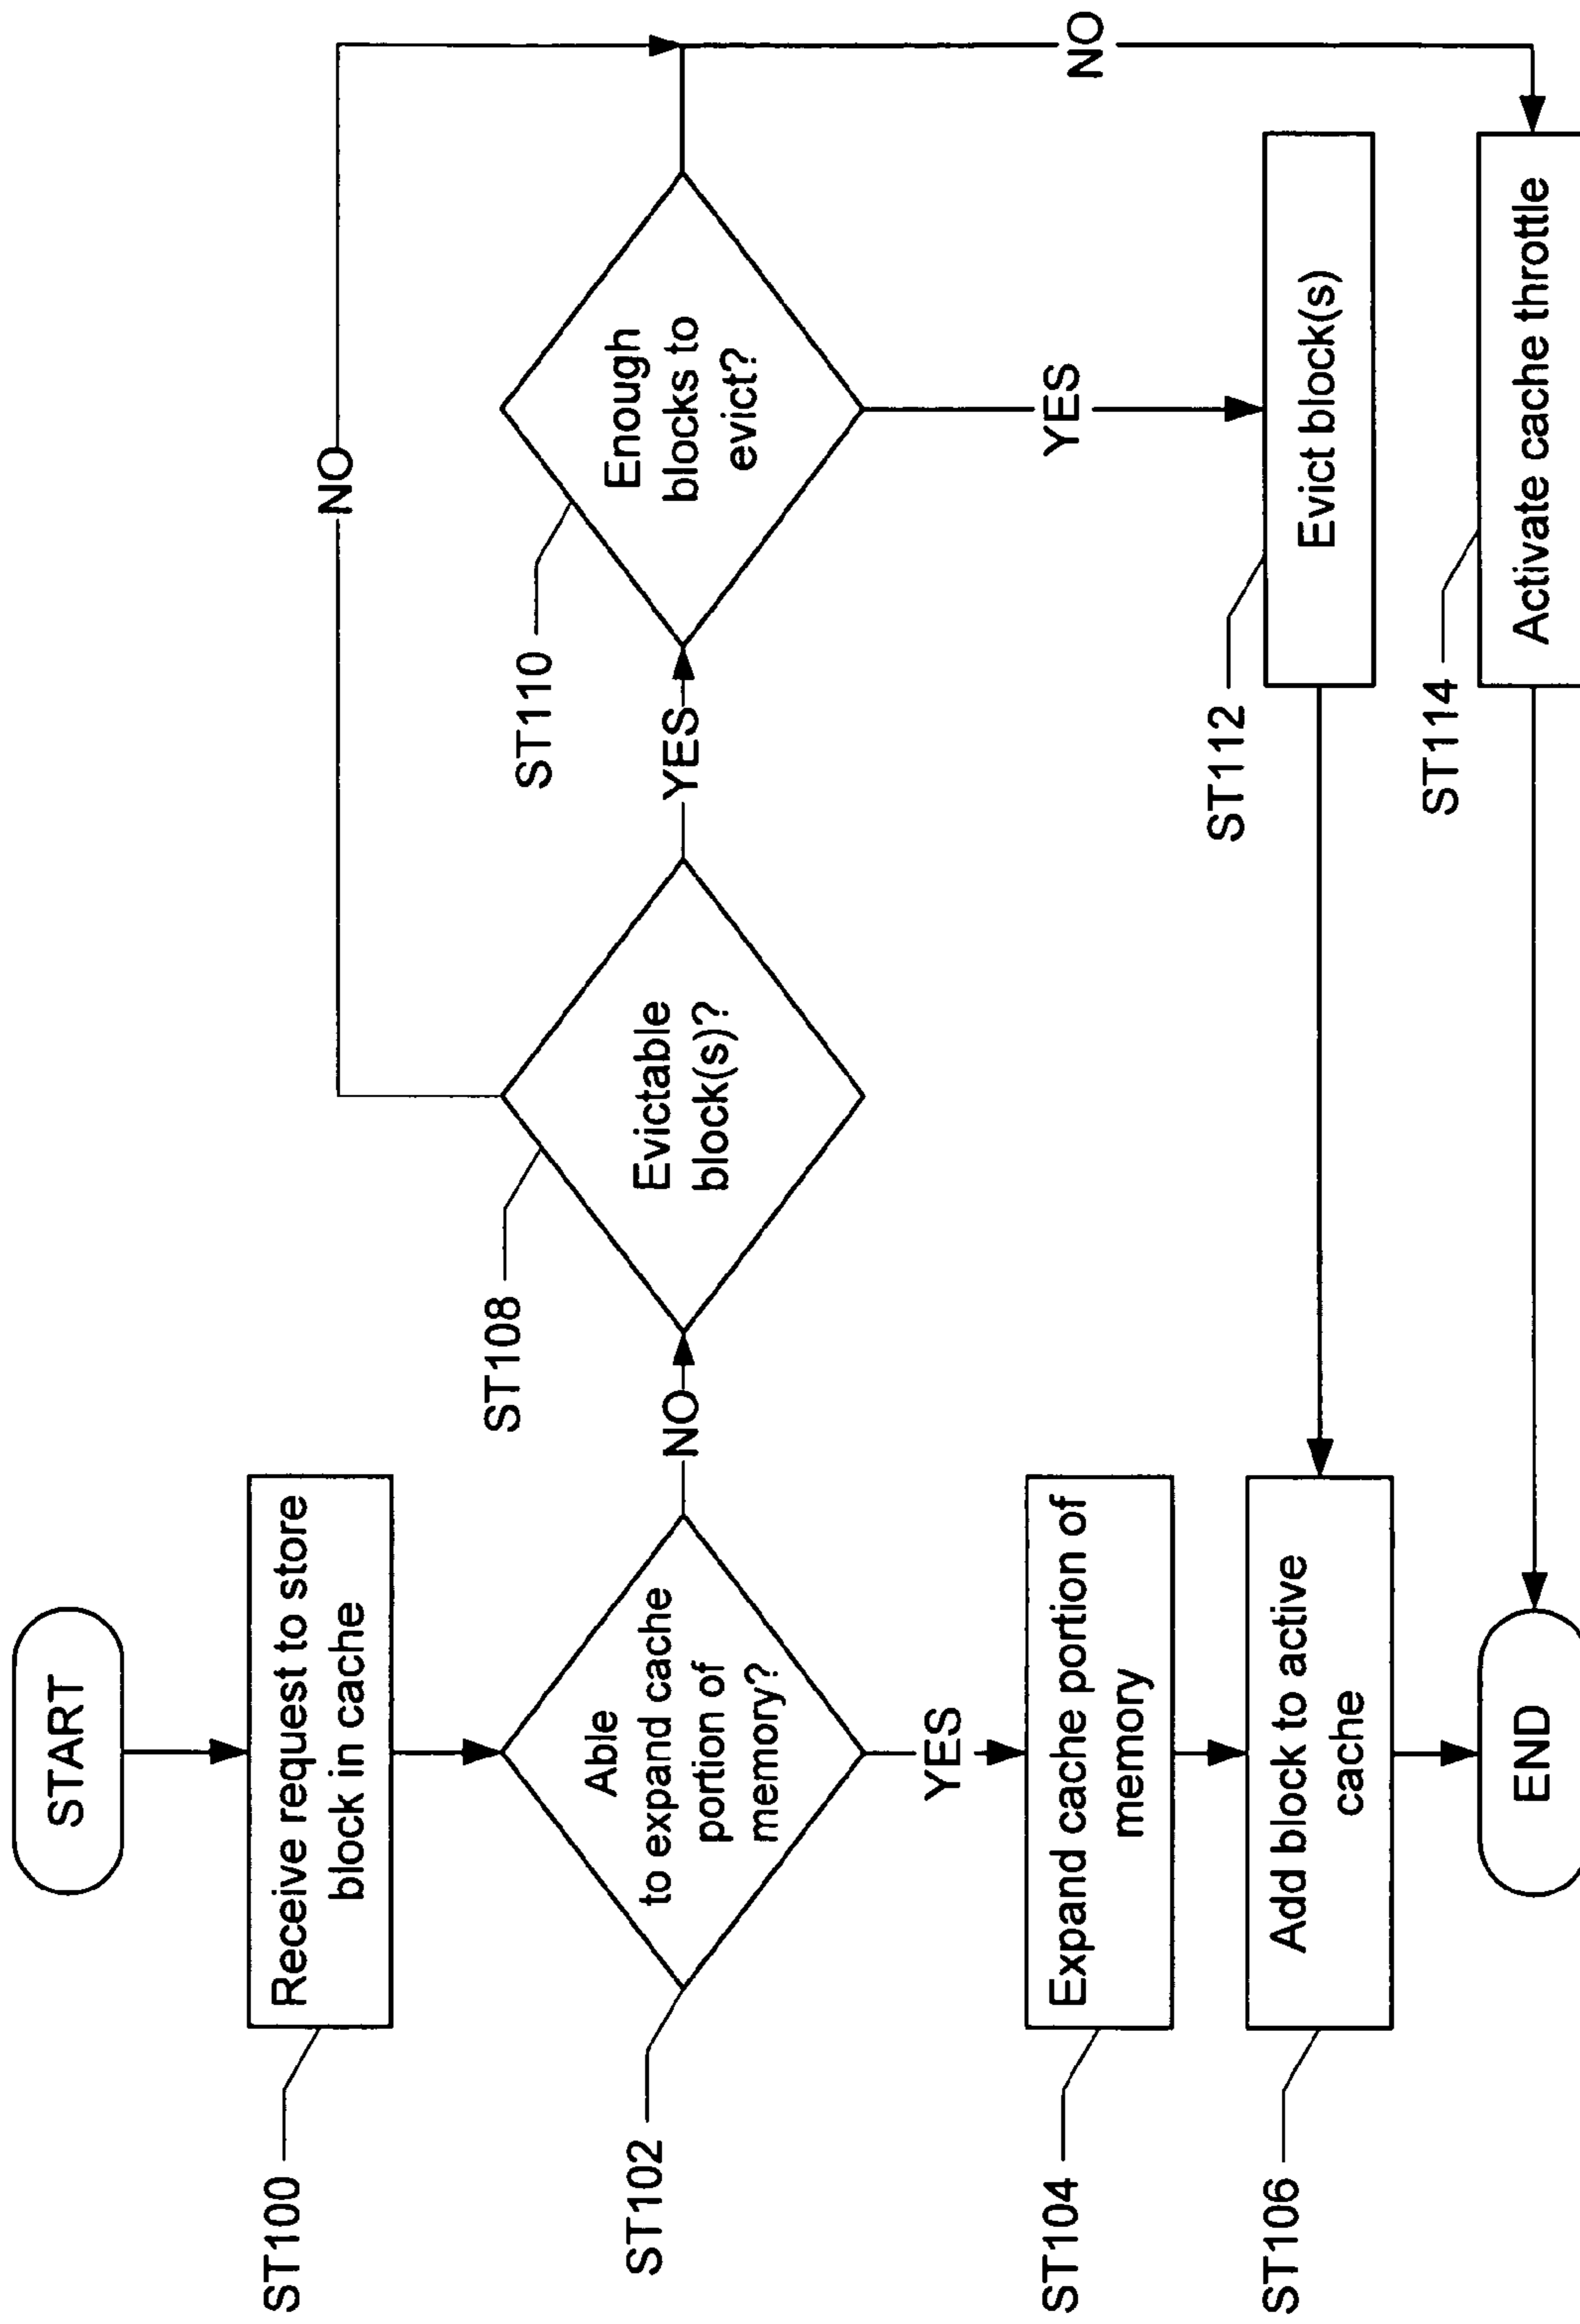 START
ST100
Receive request to store
block in cache
ST102
Able
to expand cache
portion of
memory?
NO
ST108
Evictable
block(s)?
NO
YES
ST110
Enough
blocks to
evict?
NO
YES
YES
ST104
Expand cache portion of
memory
ST112
Evict block(s)
ST106
Add block to active
cache
ST114
Activate cache throttle
END